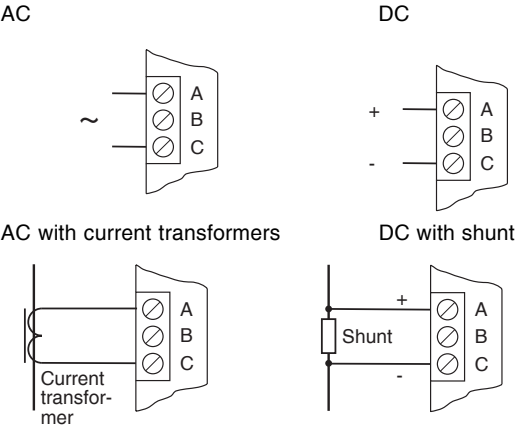 AC
DC
A
~
B
C
+
A
B
-
C
AC with current transformers
DC with shunt
A
B
C
Current
transfor-
mer
+
A
Shunt
B
C
-